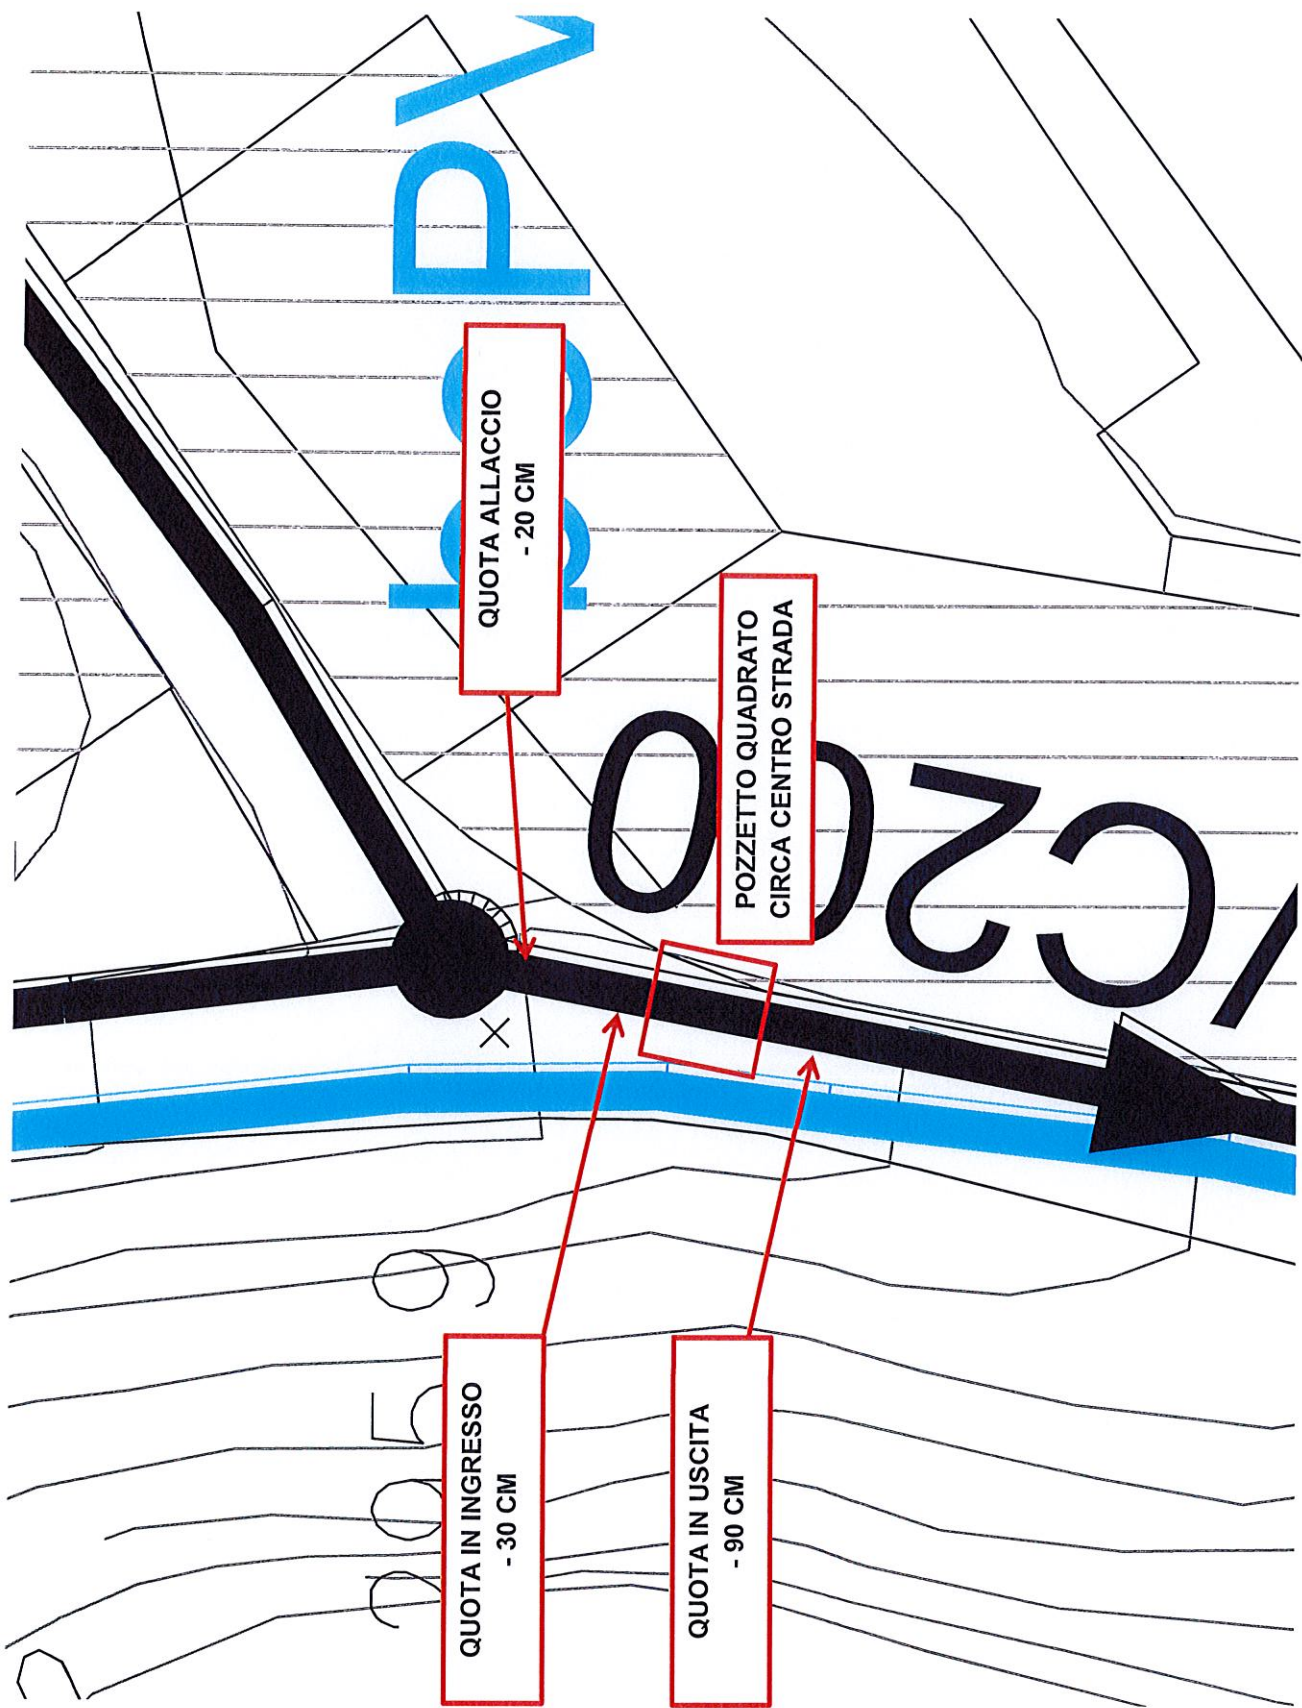 QUOTA ALLACCIO
- 20 CM
POZZETTO QUADRATO
CIRCA CENTRO STRADA
QUOTA IN INGRESSO
- 30 CM
QUOTA IN USCITA
- 90 CM